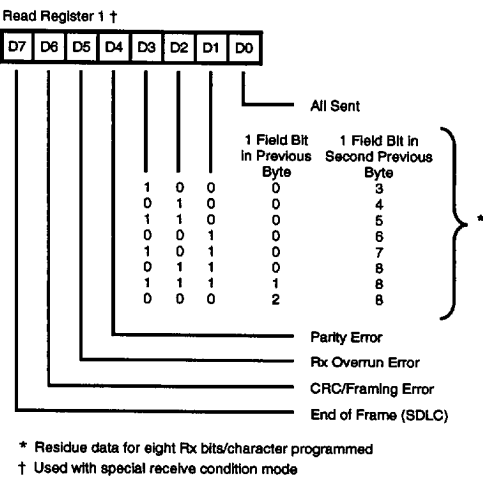 Read Register 1 †
D7 D6 D5 D4 D3 D2 D1 D0
All Sent
1 Field Bit in Previous Byte
1 Field Bit in Second Previous Byte
1 0 0 0 3
0 1 0 0 4
1 1 0 0 5
0 0 1 0 6
1 0 1 0 7
0 1 1 0 8
1 1 1 1 8
0 0 0 2 8
*
Parity Error
Rx Overrun Error
CRC/Framing Error
End of Frame (SDLC)
* Residue data for eight Rx bits/character programmed
† Used with special receive condition mode